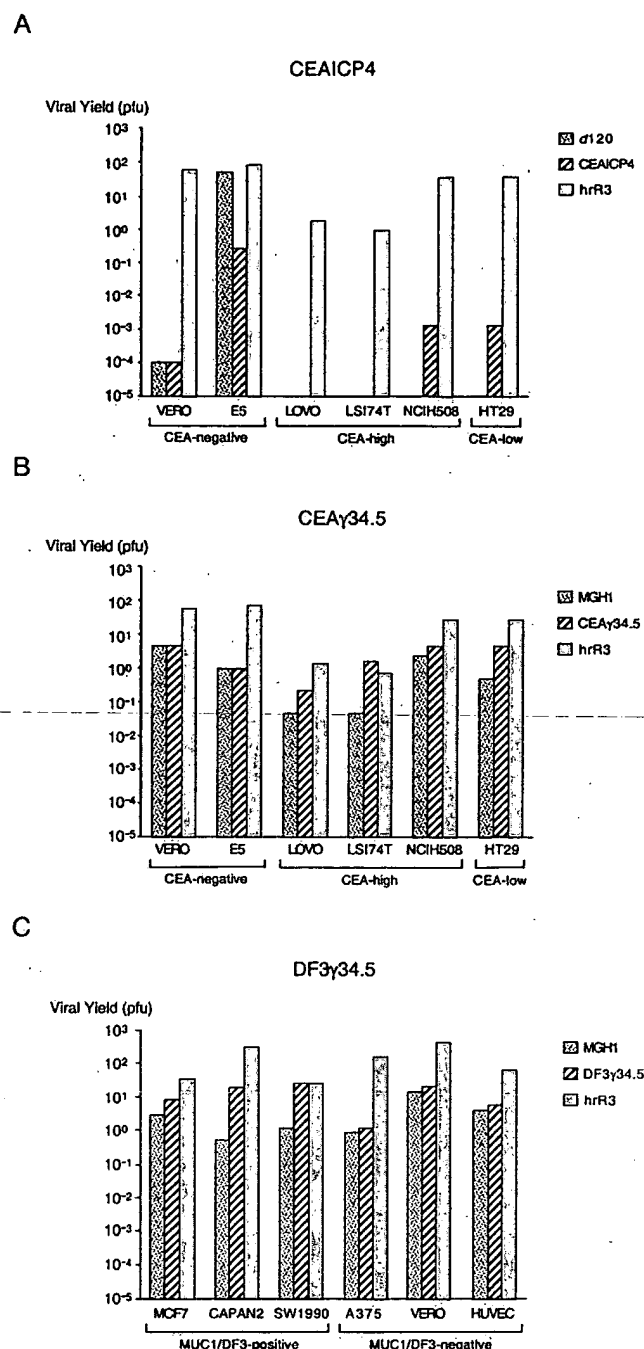 A
CEAICP4
Viral Yield (pfu)
10³
10²
10¹
10⁰
10⁻¹
10⁻²
10⁻³
10⁻⁴
10⁻⁵
d120
CEAICP4
hrR3
VERO E5 LOVO LSI74T NCIH508 HT29
CEA-negative CEA-high CEA-low
B
CEAγ34.5
Viral Yield (pfu)
10³
10²
10¹
10⁰
10⁻¹
10⁻²
10⁻³
10⁻⁴
10⁻⁵
MGH1
CEAγ34.5
hrR3
VERO E5 LOVO LSI74T NCIH508 HT29
CEA-negative CEA-high CEA-low
C
DF3γ34.5
Viral Yield (pfu)
10³
10²
10¹
10⁰
10⁻¹
10⁻²
10⁻³
10⁻⁴
10⁻⁵
MGH1
DF3γ34.5
hrR3
MCF7 CAPAN2 SW1990 A375 VERO HUVEC
MUC1/DF3-positive MUC1/DF3-negative